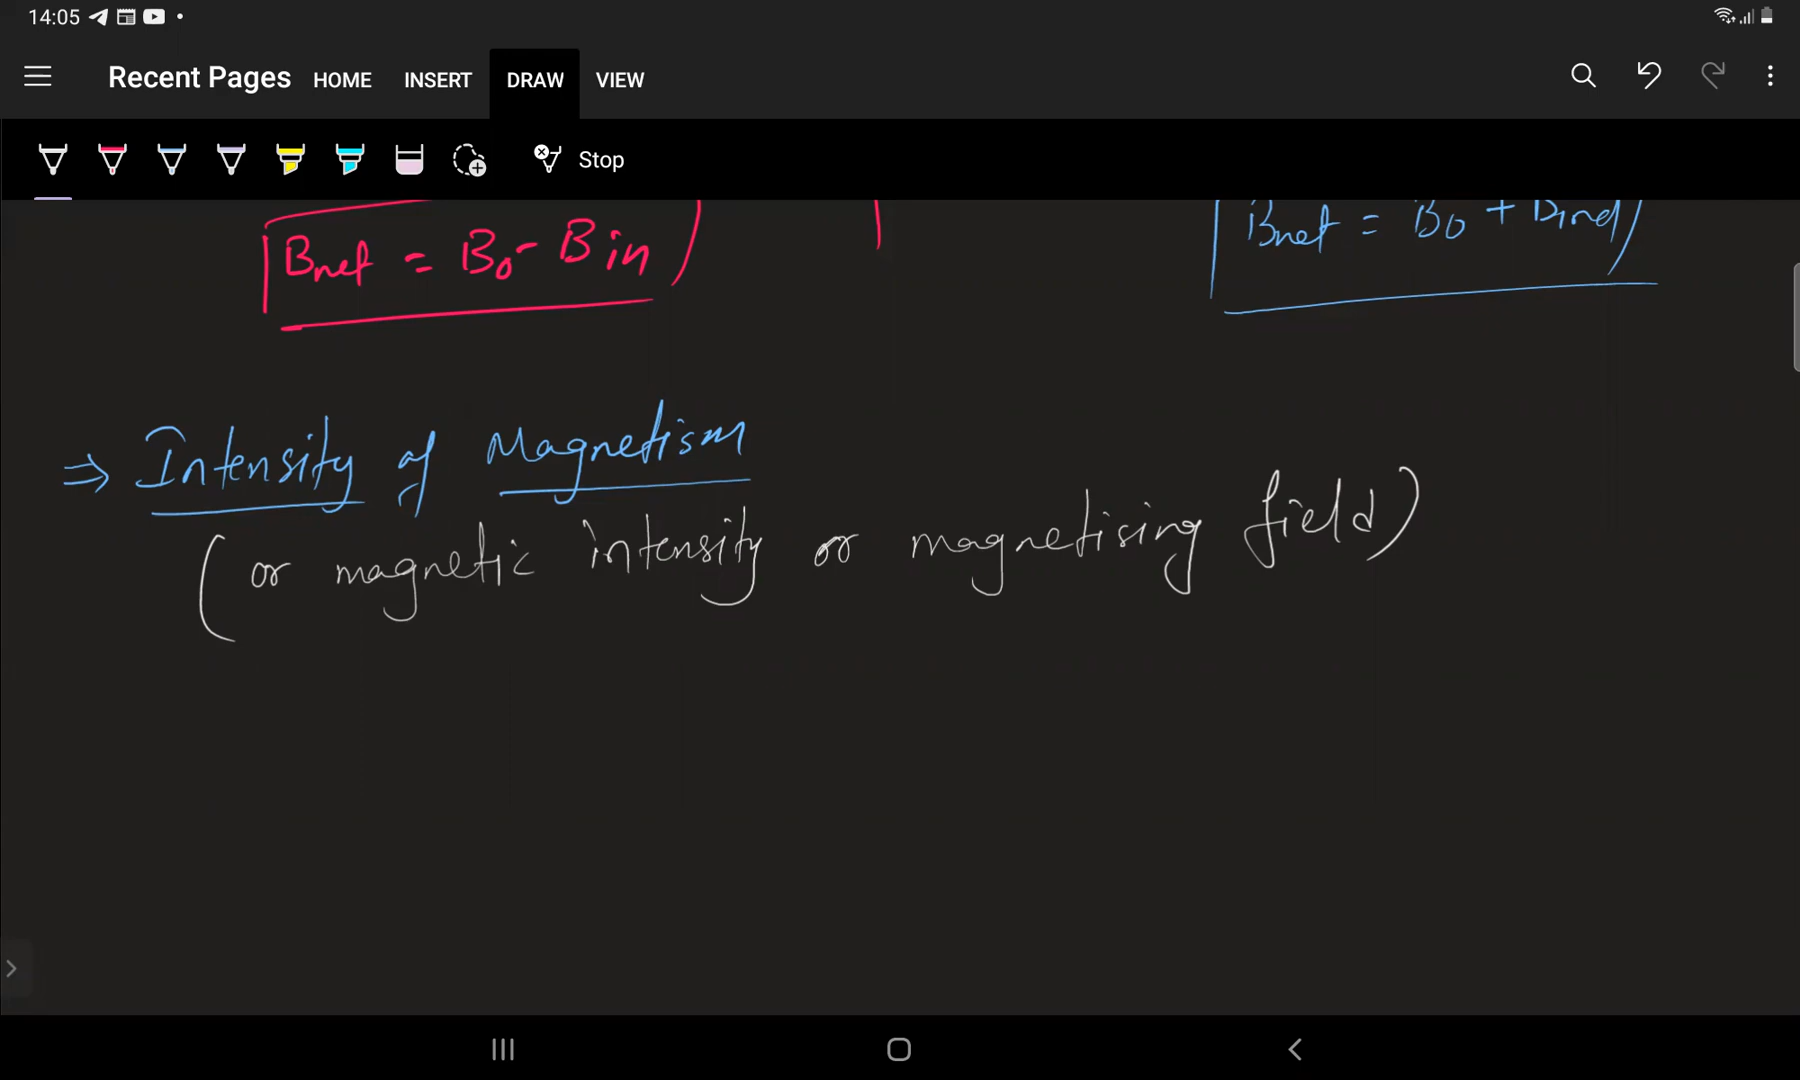 14:05
Recent Pages HOME INSERT DRAW VIEW
Stop
Bnet = B0 - Bin
Bnet = B0 + Bind
⇒ Intensity of Magnetism
(or magnetic intensity or magnetising field)